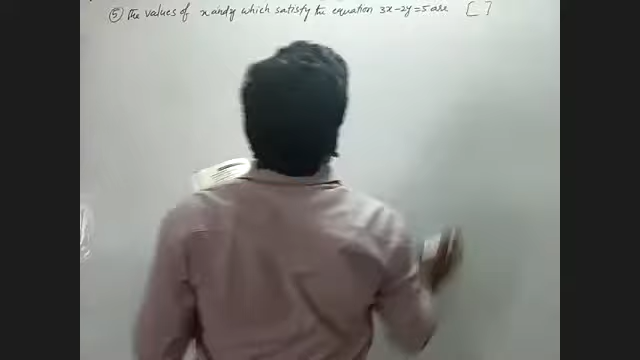 ⑤ The values of x and y which satisfy the equation 3x-2y=5 are [ ]